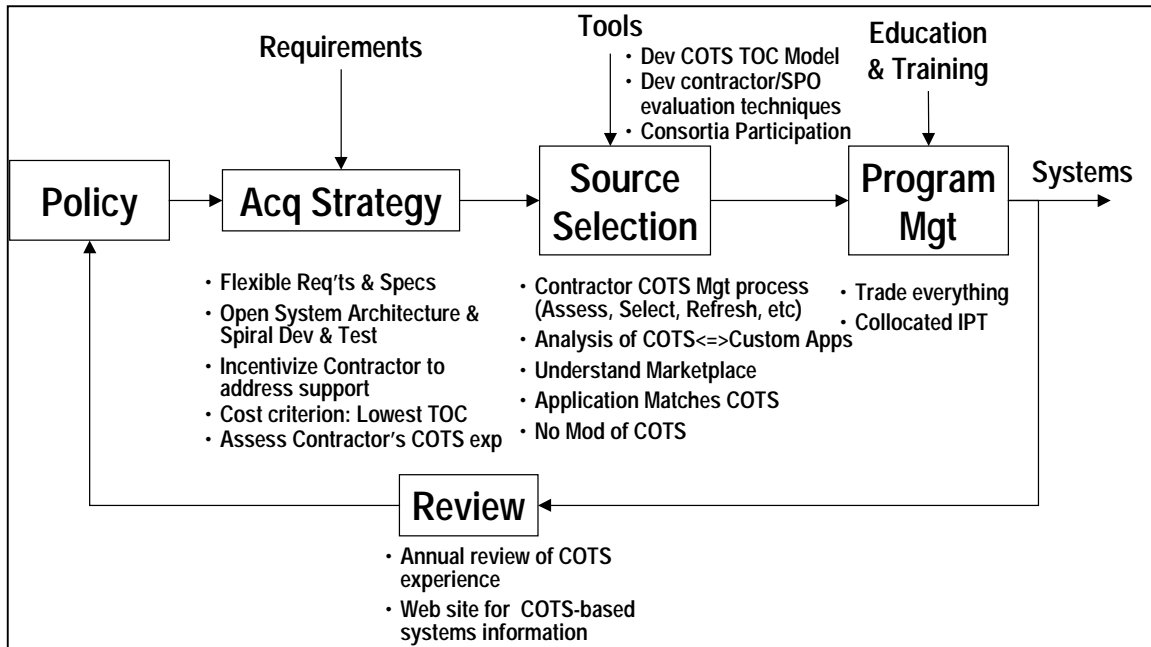 Requirements
Tools
• Dev COTS TOC Model
• Dev contractor/SPO
evaluation techniques
• Consortia Participation
Education
& Training
Policy
Acq Strategy
Source
Selection
Program
Mgt
Systems
• Flexible Req'ts & Specs
• Open System Architecture &
Spiral Dev & Test
• Incentivize Contractor to
address support
• Cost criterion: Lowest TOC
• Assess Contractor's COTS exp
• Contractor COTS Mgt process
(Assess, Select, Refresh, etc)
• Analysis of COTS<=>Custom Apps
• Understand Marketplace
• Application Matches COTS
• No Mod of COTS
• Trade everything
• Collocated IPT
Review
• Annual review of COTS
experience
• Web site for COTS-based
systems information